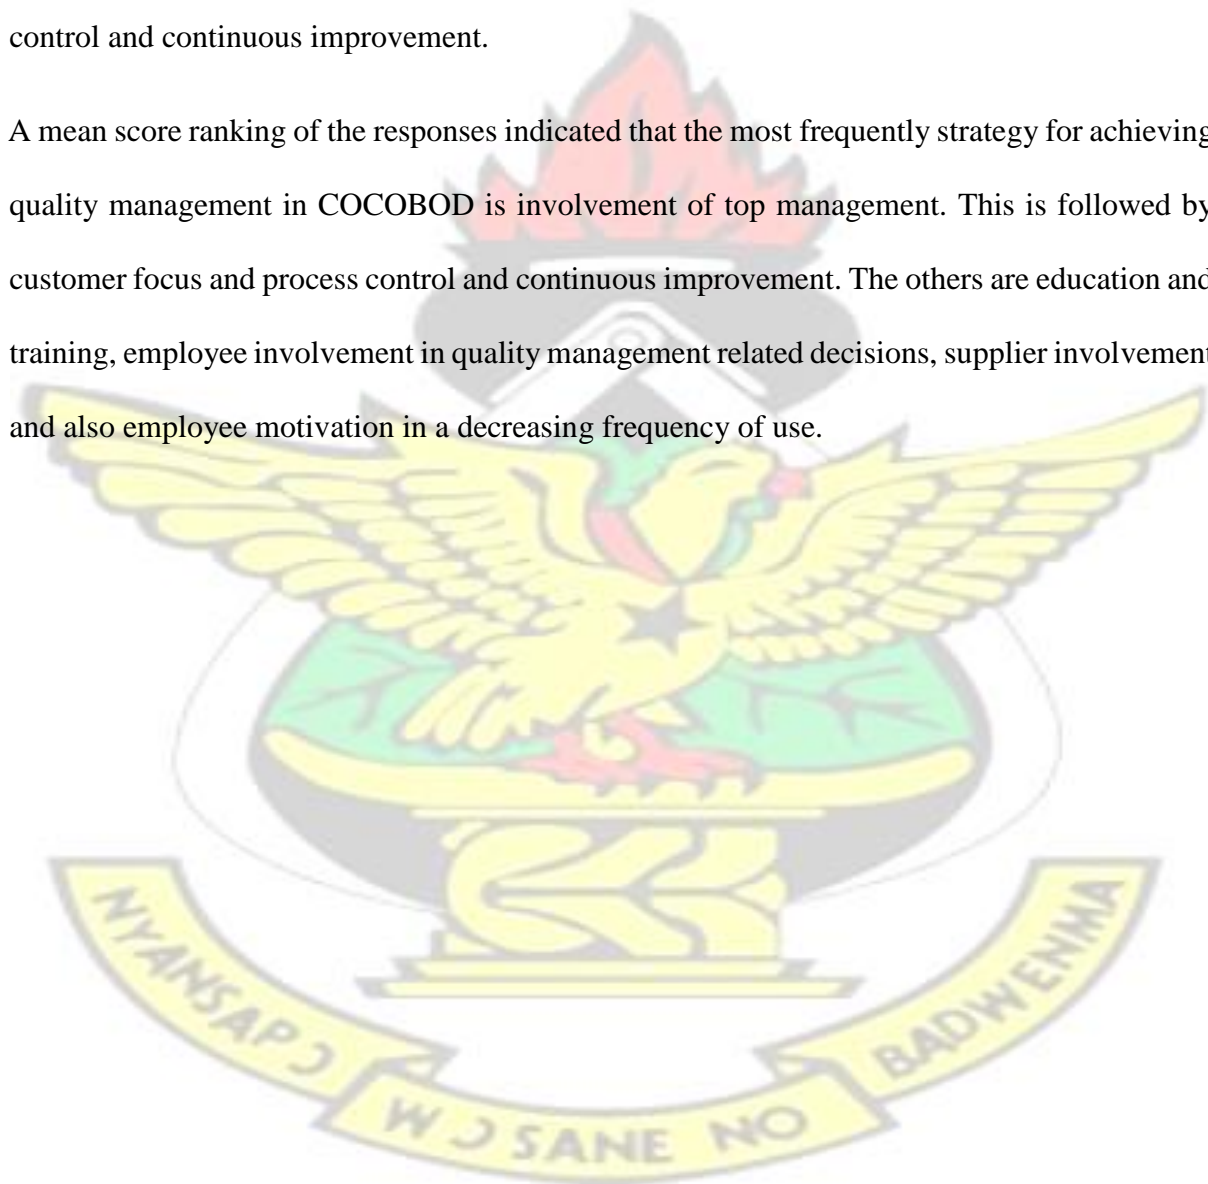 control and continuous improvement.
A mean score ranking of the responses indicated that the most frequently strategy for achieving
quality management in COCOBOD is involvement of top management. This is followed by
customer focus and process control and continuous improvement. The others are education and
training, employee involvement in quality management related decisions, supplier involvement
and also employee motivation in a decreasing frequency of use.
NYANSAPƆ
WƆ SANE NO
BADWENMA